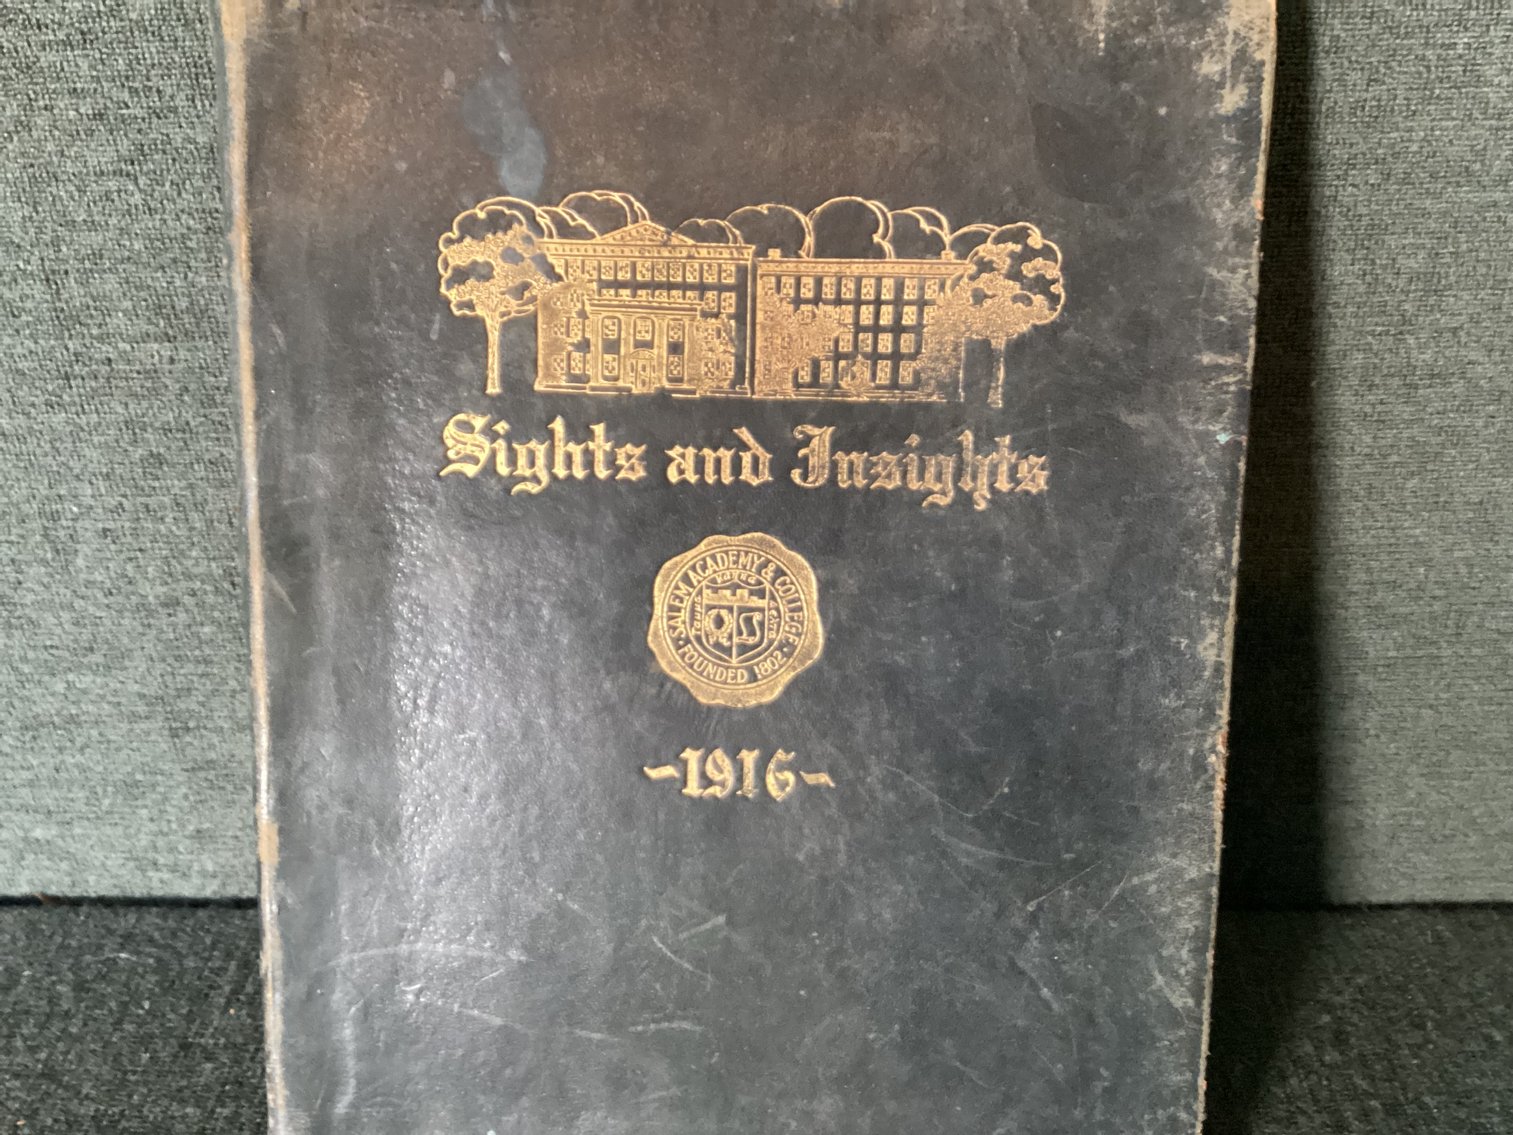 Sights and Insights
SALEM ACADEMY & COLLEGE
· FOUNDED 1802 ·
~1916~